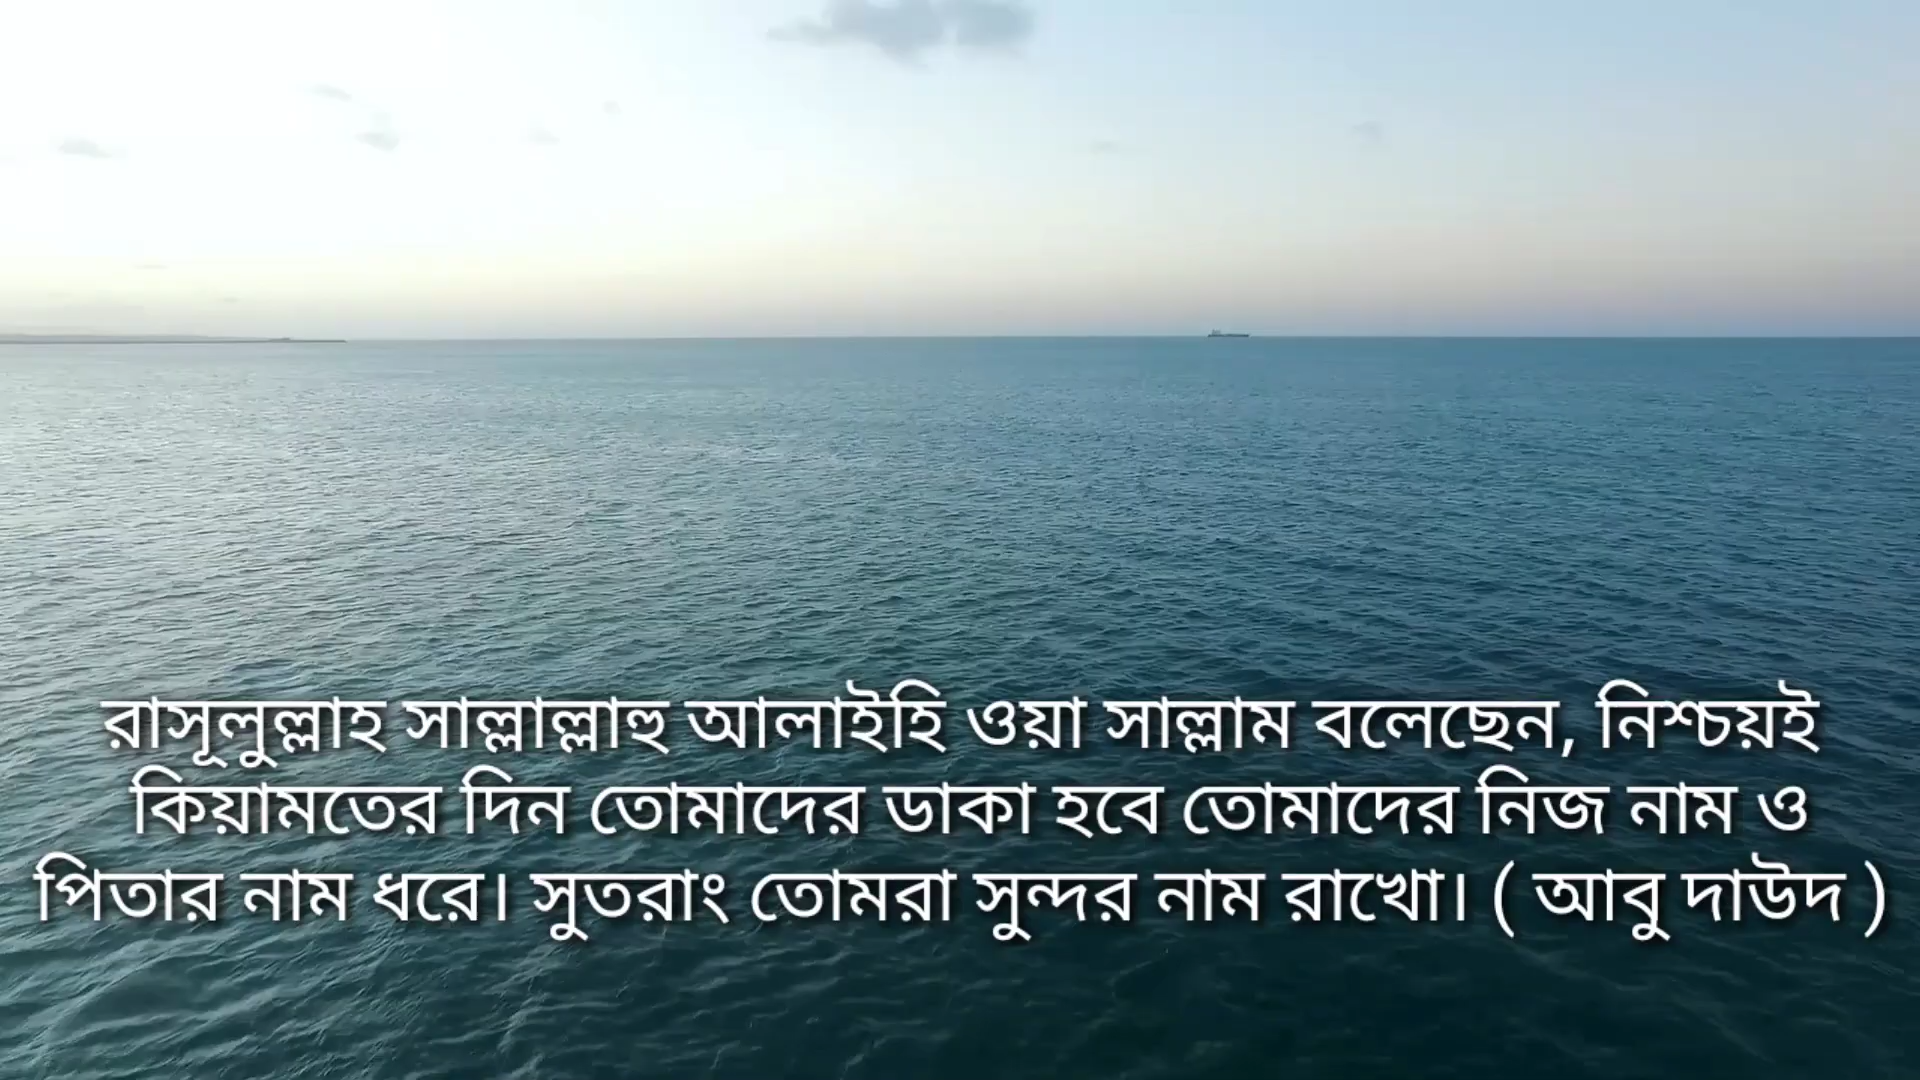 রাসূলুল্লাহ সাল্লাল্লাহু আলাইহি ওয়া সাল্লাম বলেছেন, নিশ্চয়ই
কিয়ামতের দিন তোমাদের ডাকা হবে তোমাদের নিজ নাম ও
পিতার নাম ধরে। সুতরাং তোমরা সুন্দর নাম রাখো। ( আবু দাউদ )